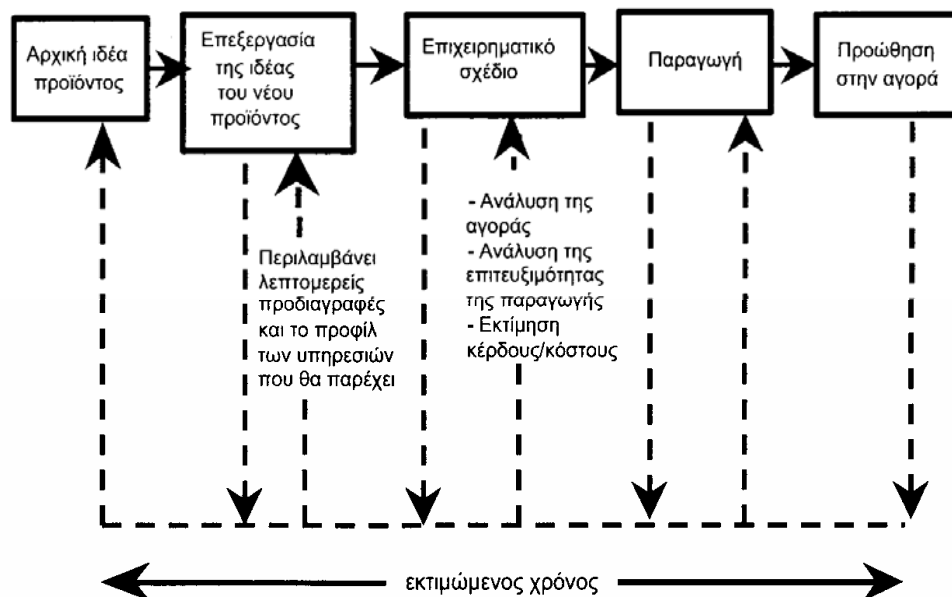 Αρχική ιδέα
προϊόντος
Επεξεργασία
της ιδέας
του νέου
προϊόντος
Επιχειρηματικό
σχέδιο
Παραγωγή
Προώθηση
στην αγορά
Περιλαμβάνει
λεπτομερείς
προδιαγραφές
και το προφίλ
των υπηρεσιών
που θα παρέχει
- Ανάλυση της
αγοράς
- Ανάλυση της
επιτευξιμότητας
της παραγωγής
- Εκτίμηση
κέρδους/κόστους
εκτιμώμενος χρόνος